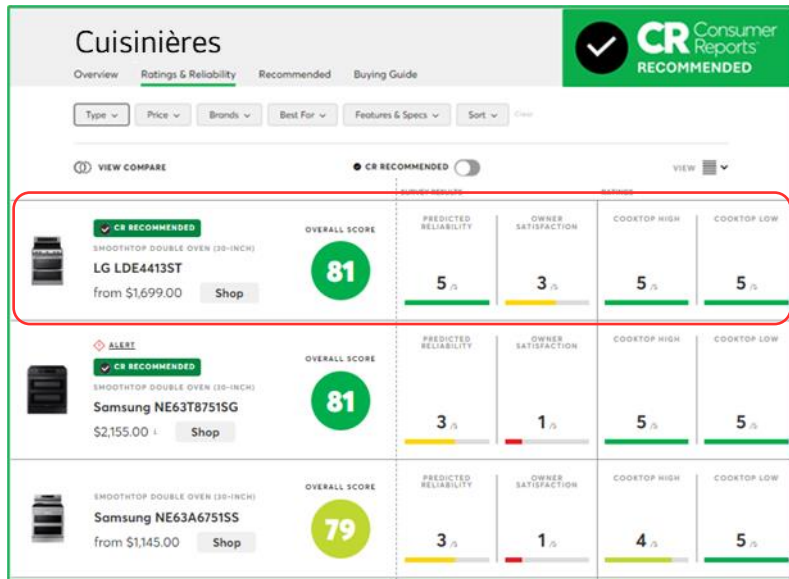 Cuisinières
CR Consumer Reports
RECOMMENDED
Overview Ratings & Reliability Recommended Buying Guide
Type Price Brands Best For Features & Specs Sort Clear
VIEW COMPARE CR RECOMMENDED VIEW
SURVEY RESULTS RATINGS
CR RECOMMENDED
SMOOTHTOP DOUBLE OVEN (30-INCH)
LG LDE4413ST
from $1,699.00 Shop
OVERALL SCORE
81
PREDICTED RELIABILITY
5 /5
OWNER SATISFACTION
3 /5
COOKTOP HIGH
5 /5
COOKTOP LOW
5 /5
ALERT
CR RECOMMENDED
SMOOTHTOP DOUBLE OVEN (30-INCH)
Samsung NE63T8751SG
$2,155.00 Shop
OVERALL SCORE
81
PREDICTED RELIABILITY
3 /5
OWNER SATISFACTION
1 /5
COOKTOP HIGH
5 /5
COOKTOP LOW
5 /5
SMOOTHTOP DOUBLE OVEN (30-INCH)
Samsung NE63A6751SS
from $1,145.00 Shop
OVERALL SCORE
79
PREDICTED RELIABILITY
3 /5
OWNER SATISFACTION
1 /5
COOKTOP HIGH
4 /5
COOKTOP LOW
5 /5